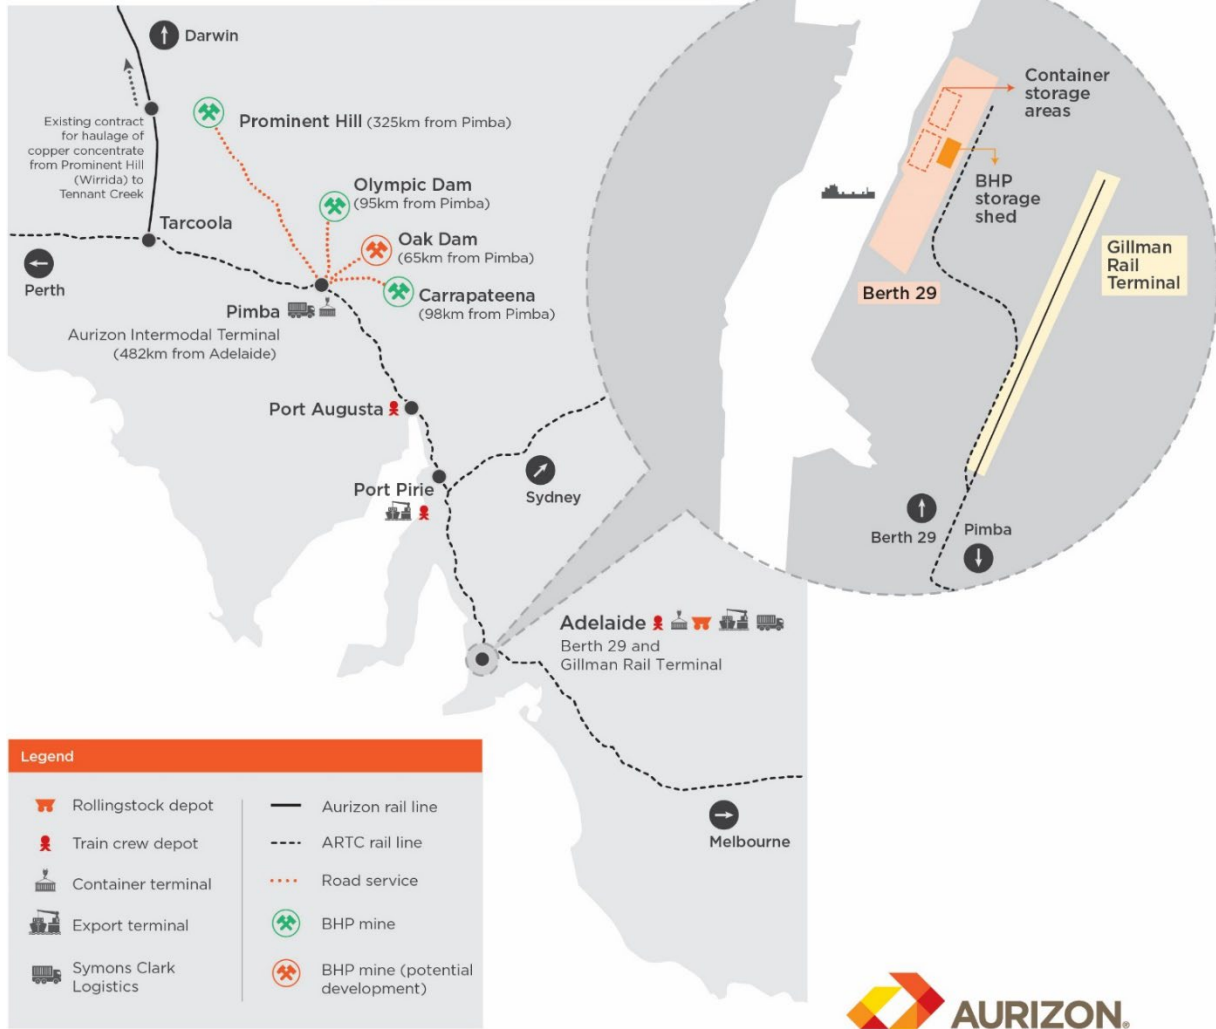 Darwin
Existing contract
for haulage of
copper concentrate
from Prominent Hill
(Wirrida) to
Tennant Creek
Prominent Hill (325km from Pimba)
Olympic Dam
(95km from Pimba)
Oak Dam
(65km from Pimba)
Carrapateena
(98km from Pimba)
Tarcoola
Perth
Pimba
Aurizon Intermodal Terminal
(482km from Adelaide)
Port Augusta
Port Pirie
Sydney
Adelaide
Berth 29 and
Gillman Rail Terminal
Melbourne
Container
storage
areas
BHP
storage
shed
Berth 29
Gillman
Rail
Terminal
Berth 29
Pimba
Legend
Rollingstock depot
Train crew depot
Container terminal
Export terminal
Symons Clark
Logistics
Aurizon rail line
ARTC rail line
Road service
BHP mine
BHP mine (potential
development)
AURIZON®